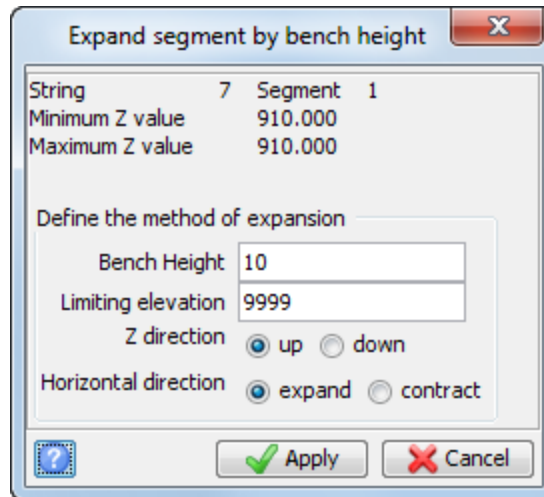 Expand segment by bench height
String 7 Segment 1
Minimum Z value 910.000
Maximum Z value 910.000
Define the method of expansion
Bench Height 10
Limiting elevation 9999
Z direction up down
Horizontal direction expand contract
? Apply Cancel